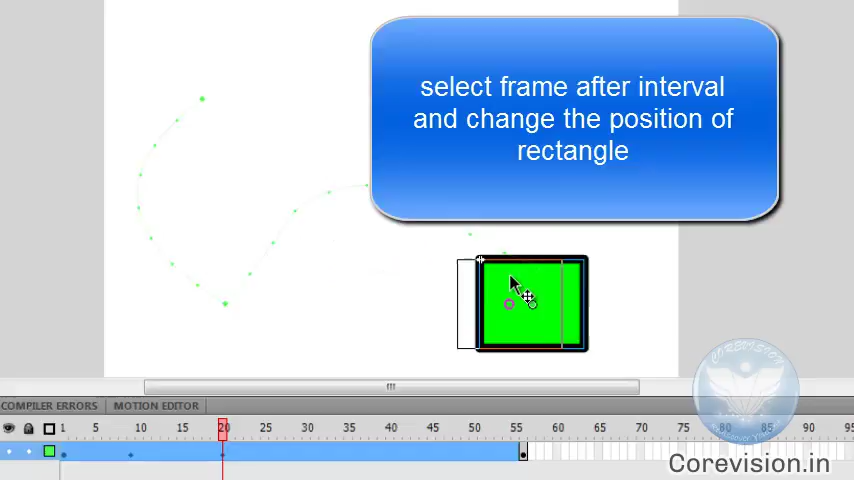 select frame after interval
and change the position of
rectangle
COMPILER ERRORS
MOTION EDITOR
1 5 10 15 20 25 30 35 40 45 50 55 60 65 70 75 80 85 90 95
COREVISION
Corevision.in